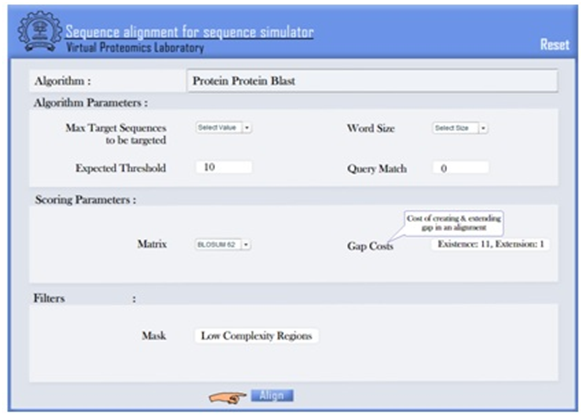 Sequence alignment for sequence simulator
Virtual Proteomics Laboratory
Reset
Algorithm :
Protein Protein Blast
Algorithm Parameters :
Max Target Sequences
to be targeted
Select Value
Word Size
Select Size
Expected Threshold
10
Query Match
0
Scoring Parameters :
Cost of creating & extending
gap in an alignment
Matrix
BLOSUM 62
Gap Costs
Existence: 11, Extension: 1
Filters :
Mask
Low Complexity Regions
Align